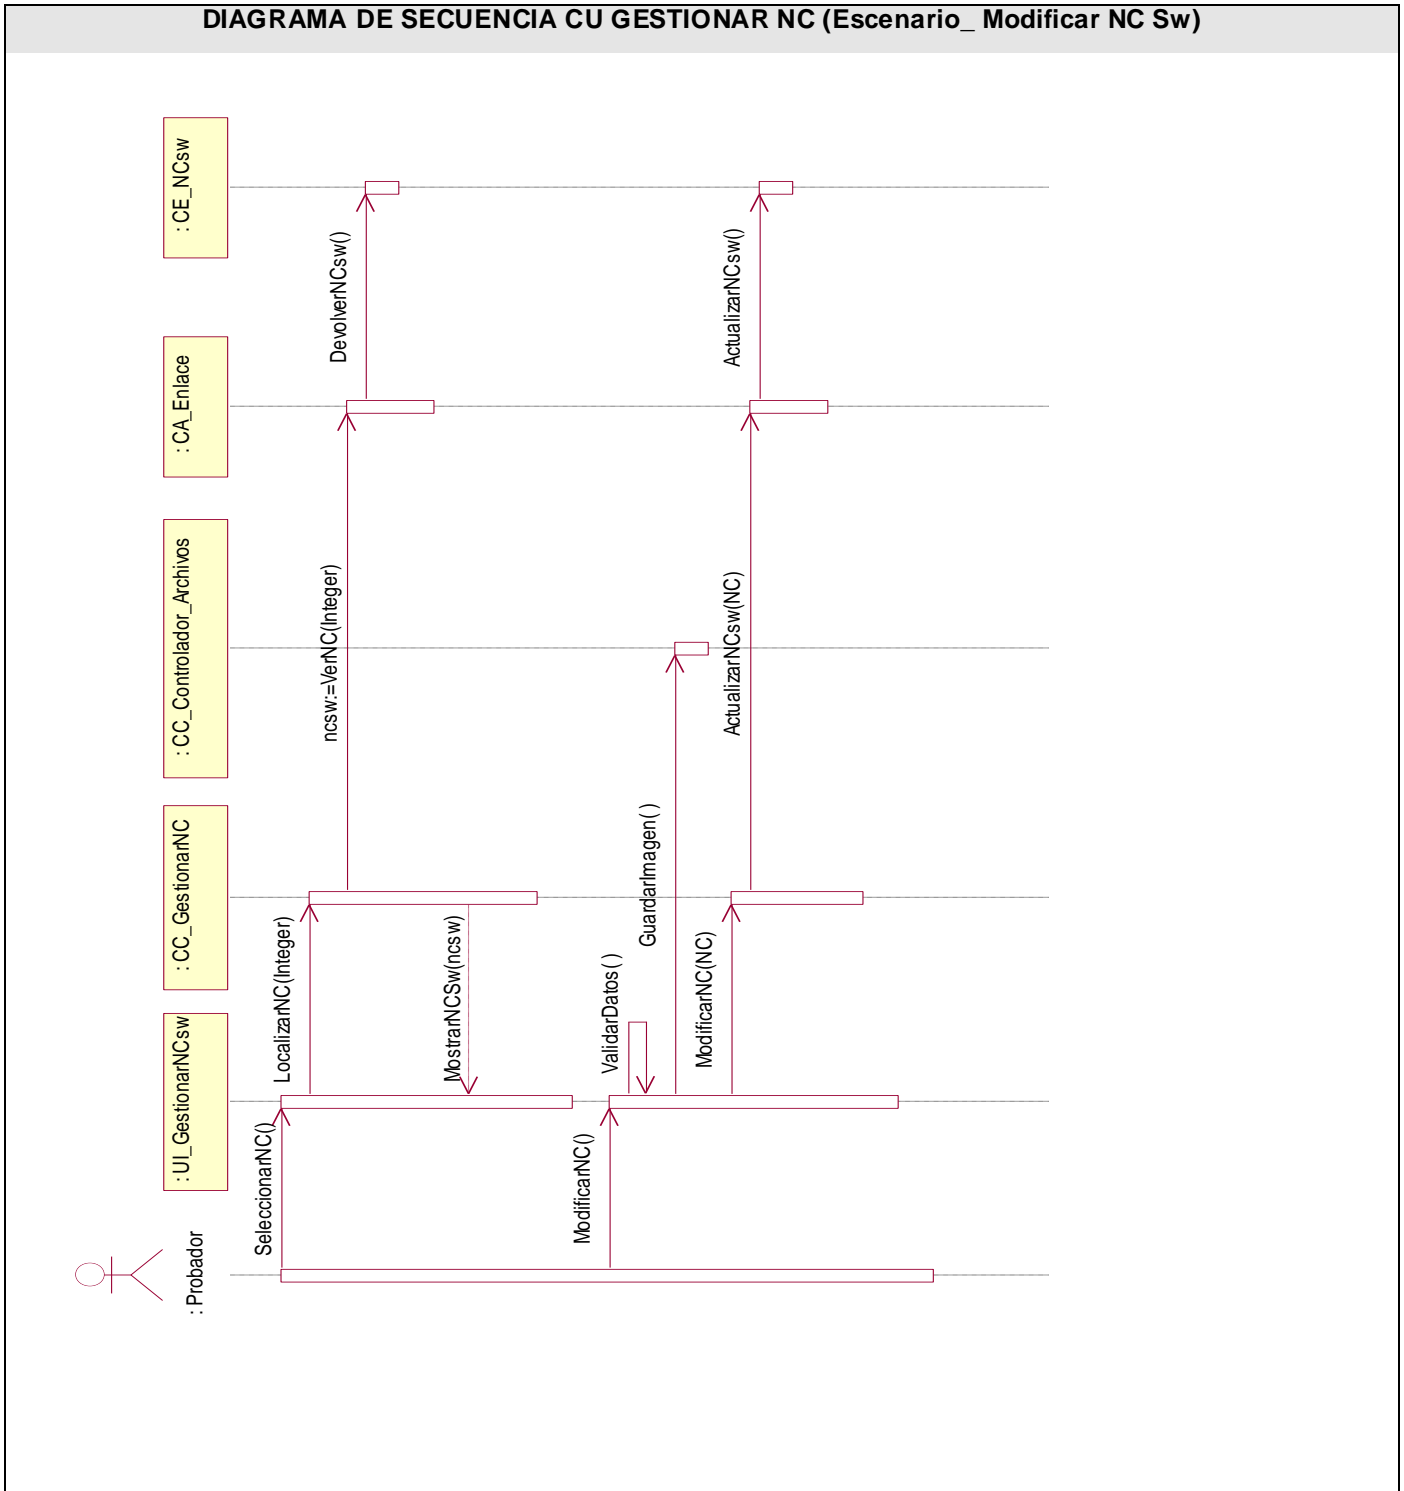 DIAGRAMA DE SECUENCIA CU GESTIONAR NC (Escenario_ Modificar NC Sw)
: Probador
: UI_GestionarNCsw
: CC_GestionarNC
: CC_Controlador_Archivos
: CA_Enlace
: CE_NCsw
SeleccionarNC()
LocalizarNC(Integer)
ncsw:=VerNC(Integer)
DevolverNCsw()
MostrarNCSw(ncsw)
ModificarNC()
ValidarDatos( )
GuardarImagen( )
ModificarNC(NC)
ActualizarNCsw(NC)
ActualizarNCsw()